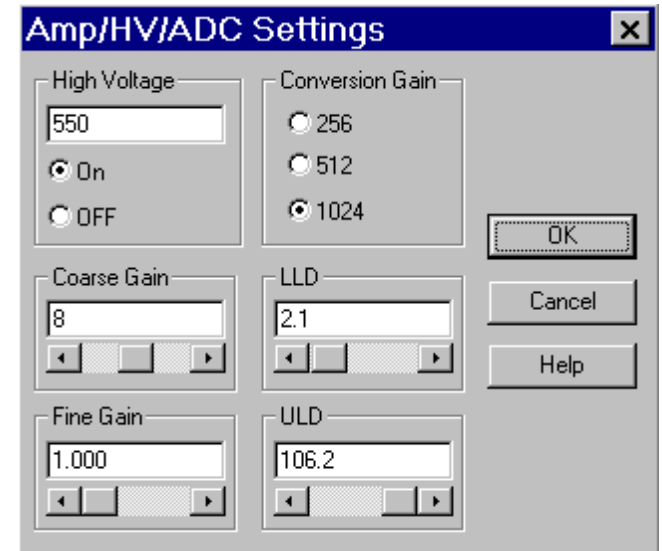 Amp/HV/ADC Settings
High Voltage
550
On
OFF
Conversion Gain
256
512
1024
Coarse Gain
8
LLD
2.1
Fine Gain
1.000
ULD
106.2
OK
Cancel
Help